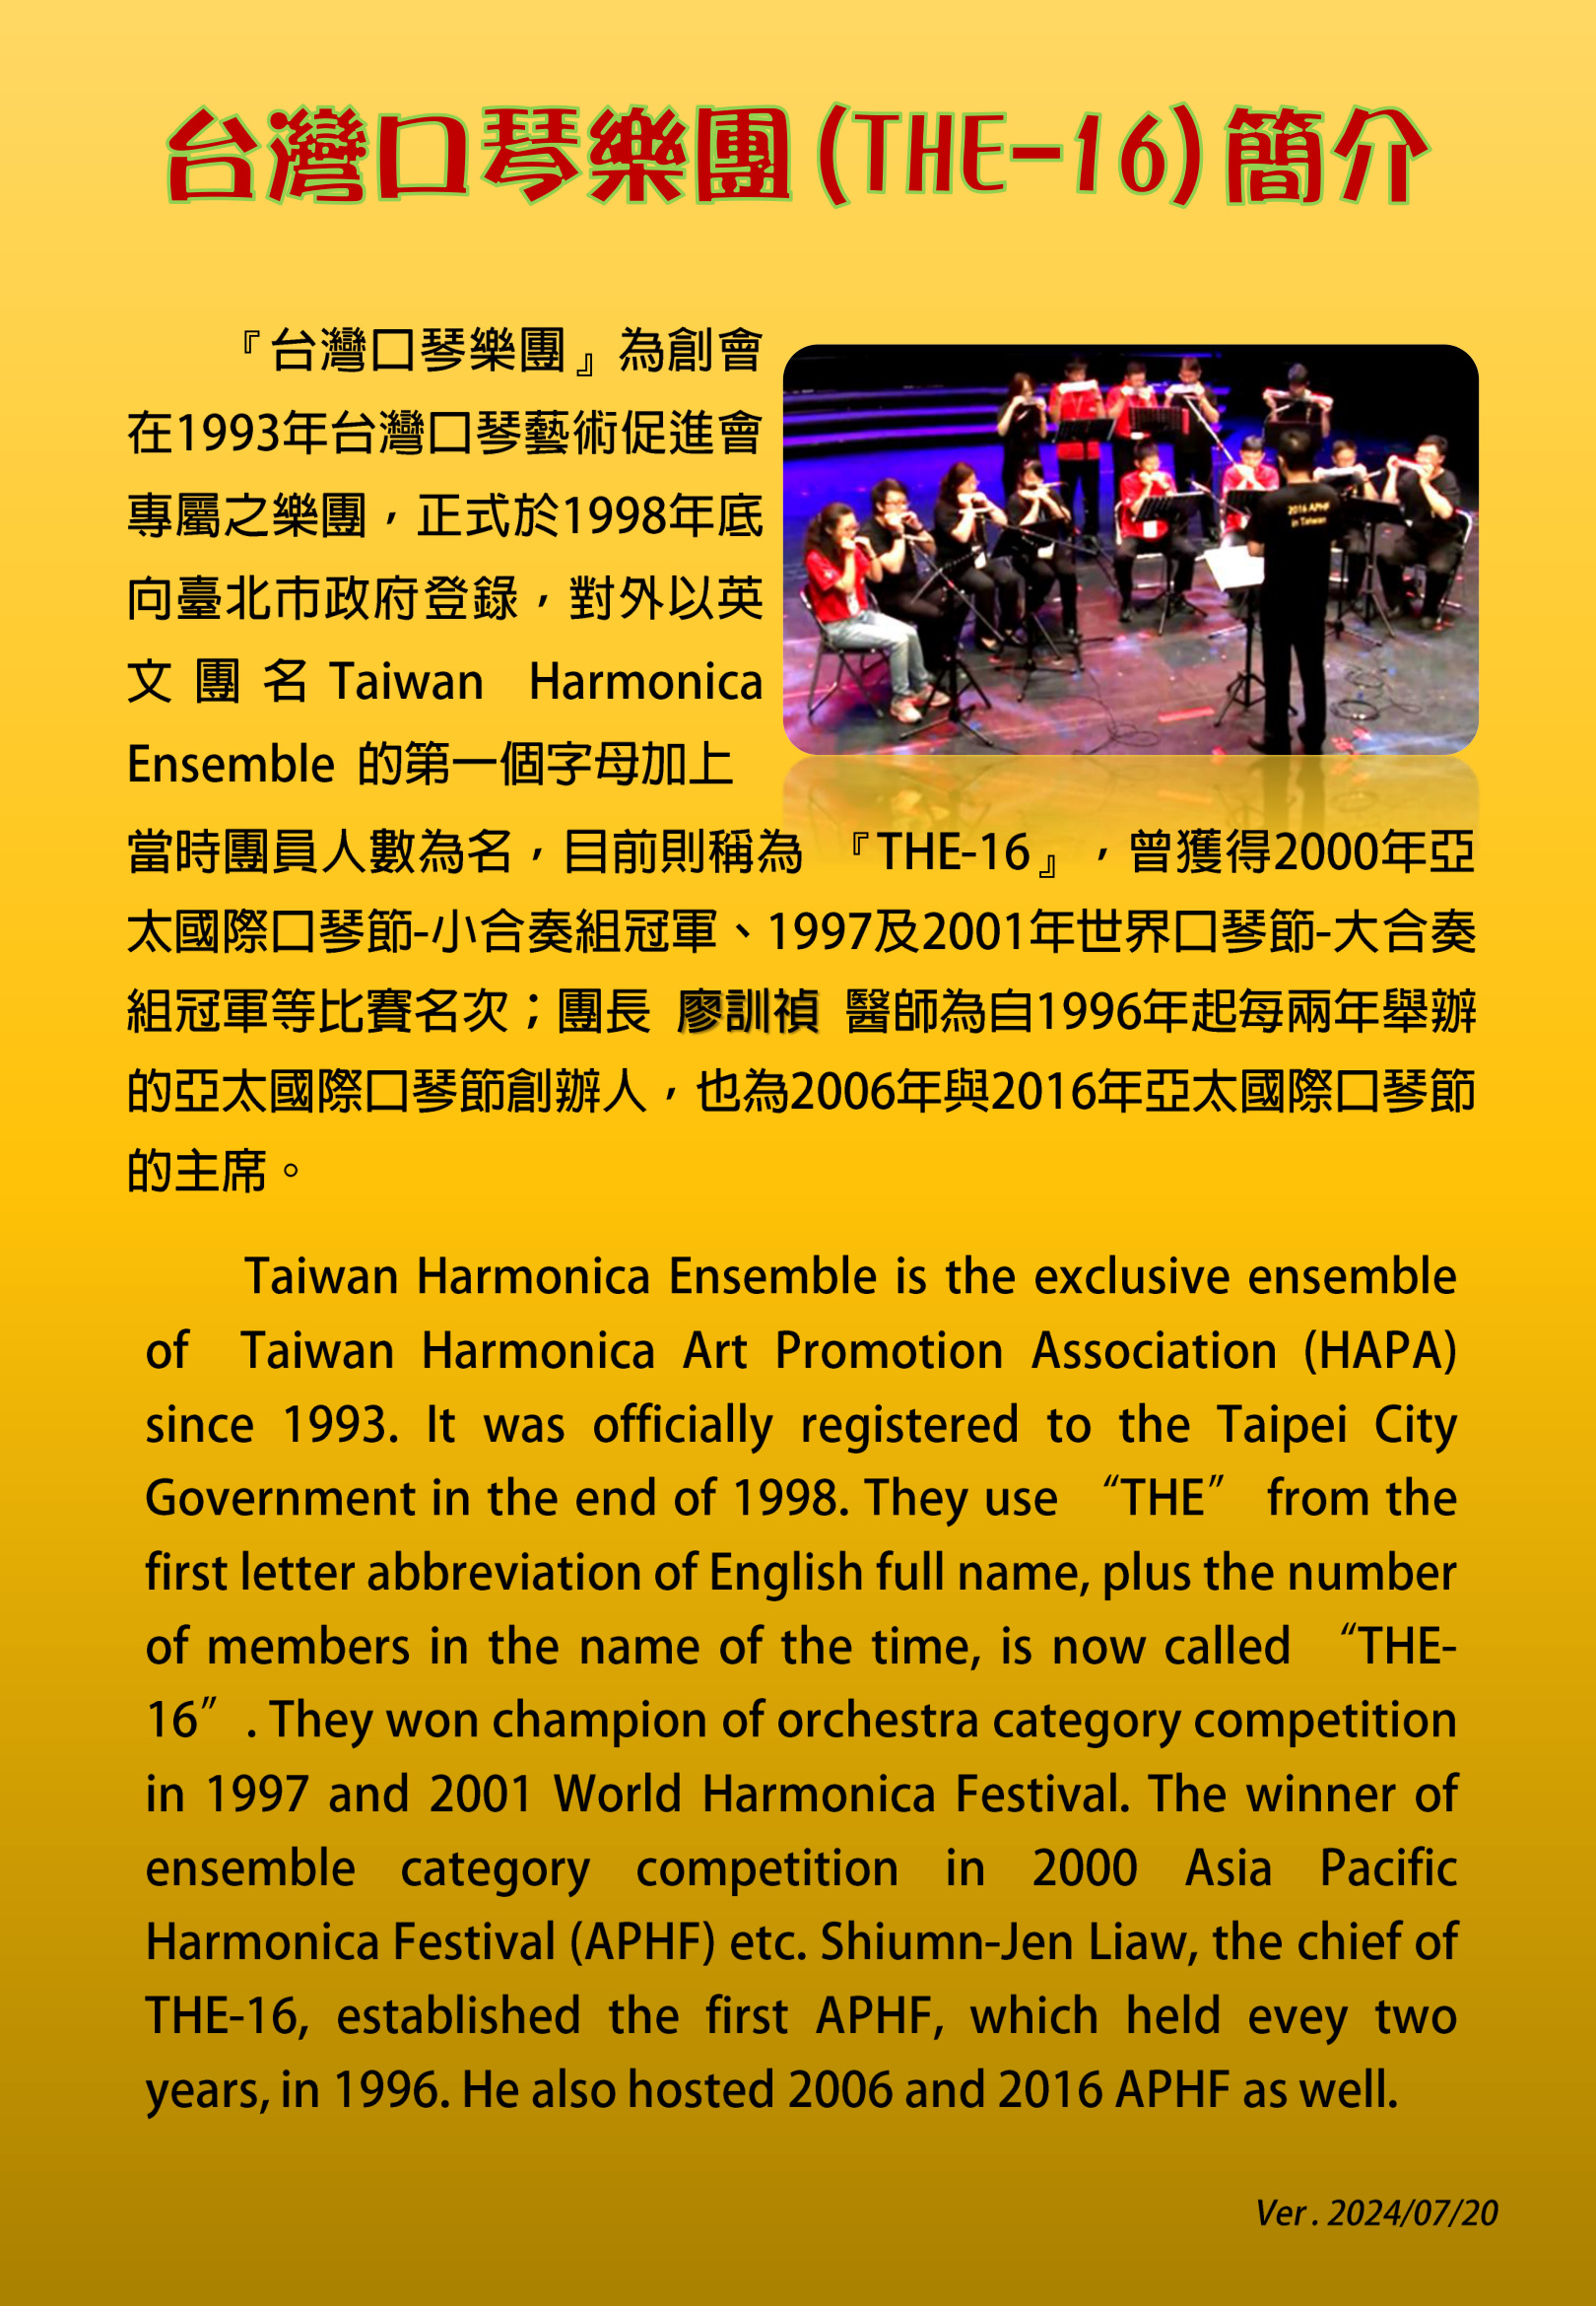 台灣口琴樂團(THE-16)簡介
『台灣口琴樂團』為創會
在1993年台灣口琴藝術促進會
專屬之樂團，正式於1998年底
向臺北市政府登錄，對外以英
文團名Taiwan Harmonica
Ensemble 的第一個字母加上
2016 APHF
in Taiwan
當時團員人數為名，目前則稱為 『THE-16』，曾獲得2000年亞
太國際口琴節-小合奏組冠軍、1997及2001年世界口琴節-大合奏
組冠軍等比賽名次；團長 廖訓禎 醫師為自1996年起每兩年舉辦
的亞太國際口琴節創辦人，也為2006年與2016年亞太國際口琴節
的主席。
Taiwan Harmonica Ensemble is the exclusive ensemble
of Taiwan Harmonica Art Promotion Association (HAPA)
since 1993. It was officially registered to the Taipei City
Government in the end of 1998. They use “THE” from the
first letter abbreviation of English full name, plus the number
of members in the name of the time, is now called “THE-
16”. They won champion of orchestra category competition
in 1997 and 2001 World Harmonica Festival. The winner of
ensemble category competition in 2000 Asia Pacific
Harmonica Festival (APHF) etc. Shiumn-Jen Liaw, the chief of
THE-16, established the first APHF, which held evey two
years, in 1996. He also hosted 2006 and 2016 APHF as well.
Ver . 2024/07/20